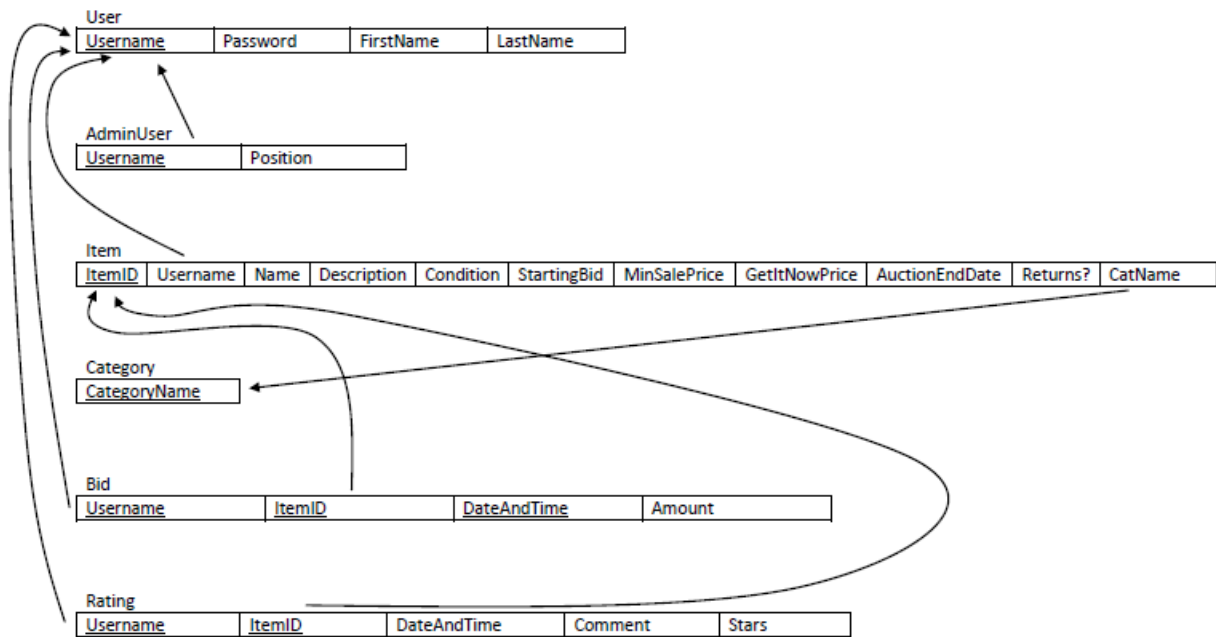 User
Username Password FirstName LastName
AdminUser
Username Position
Item
ItemID Username Name Description Condition StartingBid MinSalePrice GetItNowPrice AuctionEndDate Returns? CatName
Category
CategoryName
Bid
Username ItemID DateAndTime Amount
Rating
Username ItemID DateAndTime Comment Stars